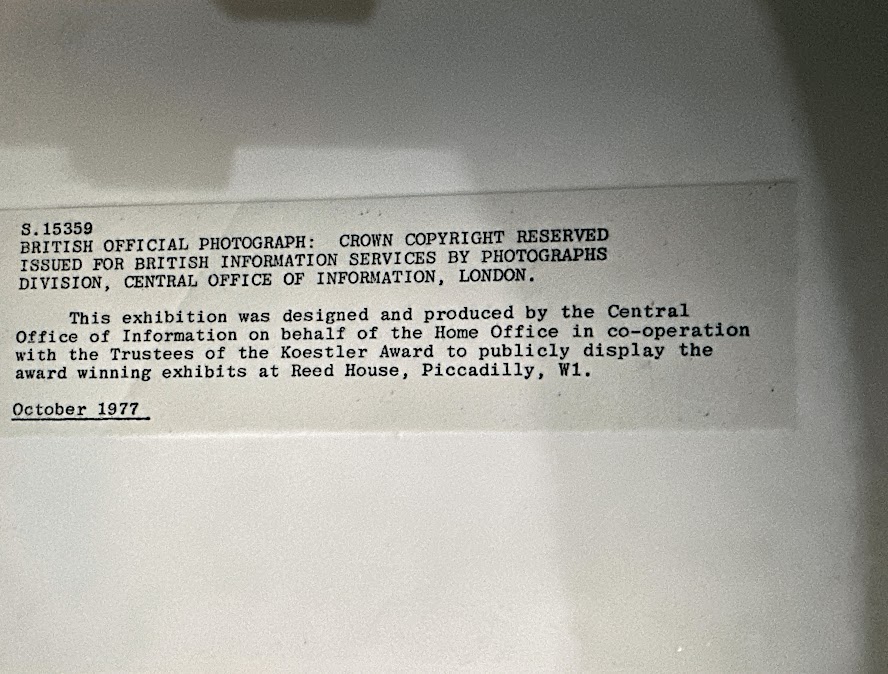 S.15359
BRITISH OFFICIAL PHOTOGRAPH: CROWN COPYRIGHT RESERVED
ISSUED FOR BRITISH INFORMATION SERVICES BY PHOTOGRAPHS
DIVISION, CENTRAL OFFICE OF INFORMATION, LONDON.
This exhibition was designed and produced by the Central
Office of Information on behalf of the Home Office in co-operation
with the Trustees of the Koestler Award to publicly display the
award winning exhibits at Reed House, Piccadilly, W1.
October 1977